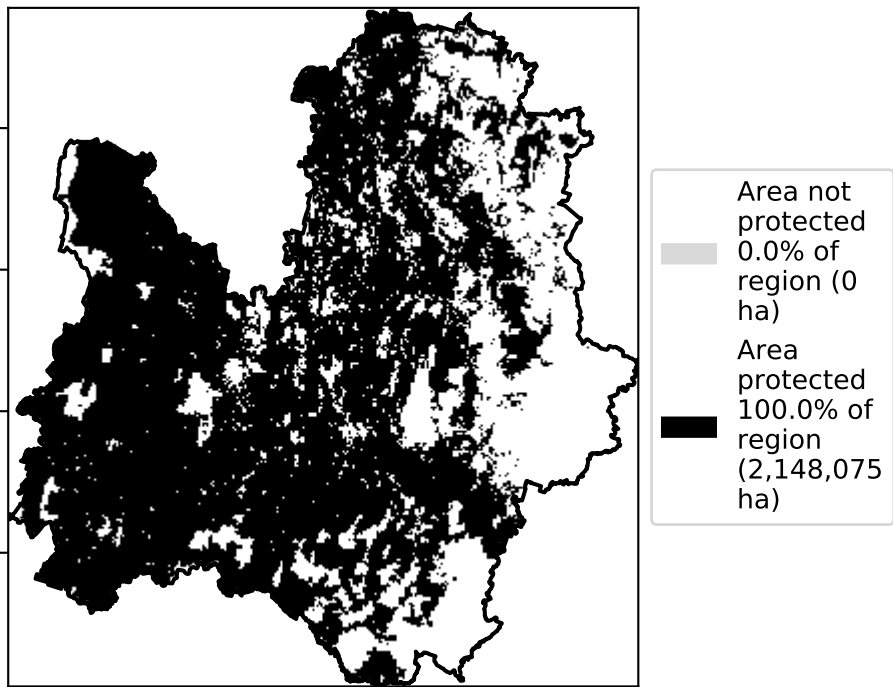 Area not
protected
0.0% of
region (0
ha)
Area
protected
100.0% of
region
(2,148,075
ha)